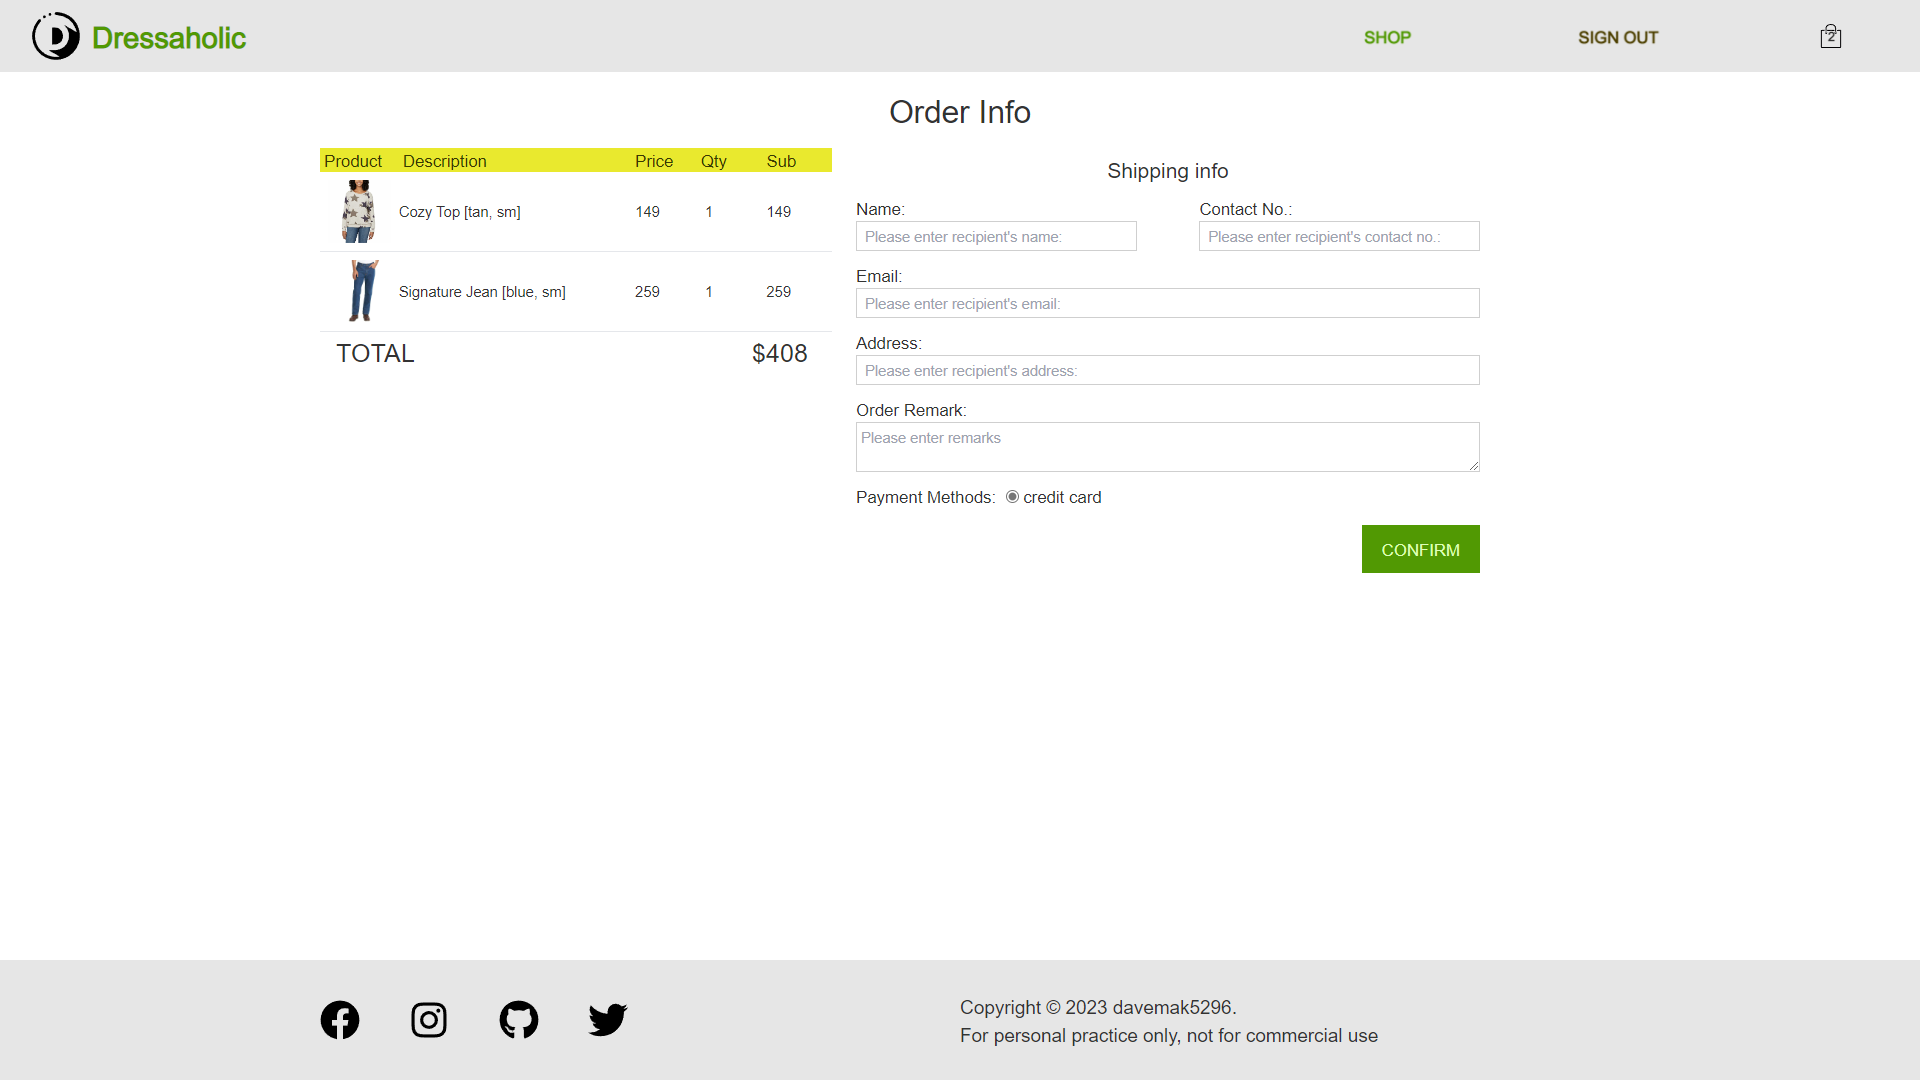 Dressaholic
SHOP
SIGN OUT
2
Order Info
Product Description Price Qty Sub
Cozy Top [tan, sm] 149 1 149
Signature Jean [blue, sm] 259 1 259
TOTAL $408
Shipping info
Name:
Please enter recipient's name:
Contact No.:
Please enter recipient's contact no.:
Email:
Please enter recipient's email:
Address:
Please enter recipient's address:
Order Remark:
Please enter remarks
Payment Methods: credit card
CONFIRM
Copyright © 2023 davemak5296.
For personal practice only, not for commercial use